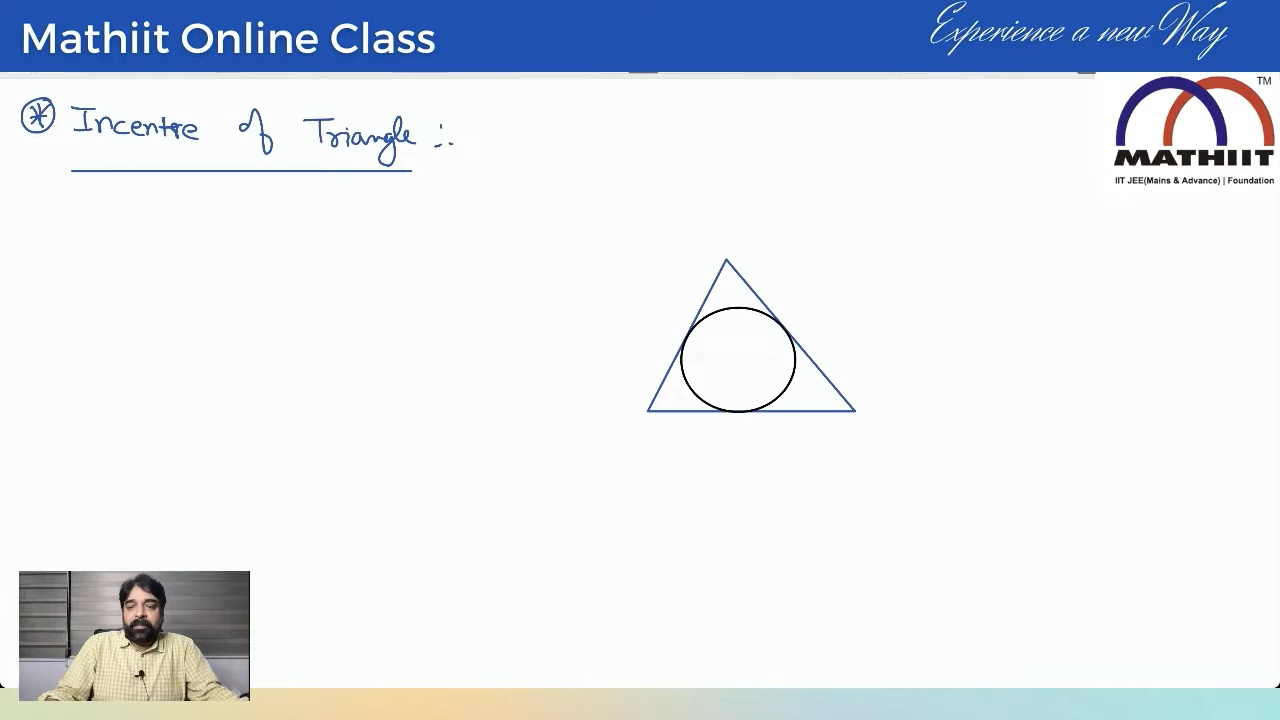 Mathiit Online Class
Experience a new Way
TM
MATHIIT
IIT JEE(Mains & Advance) | Foundation
Incentre of Triangle :-